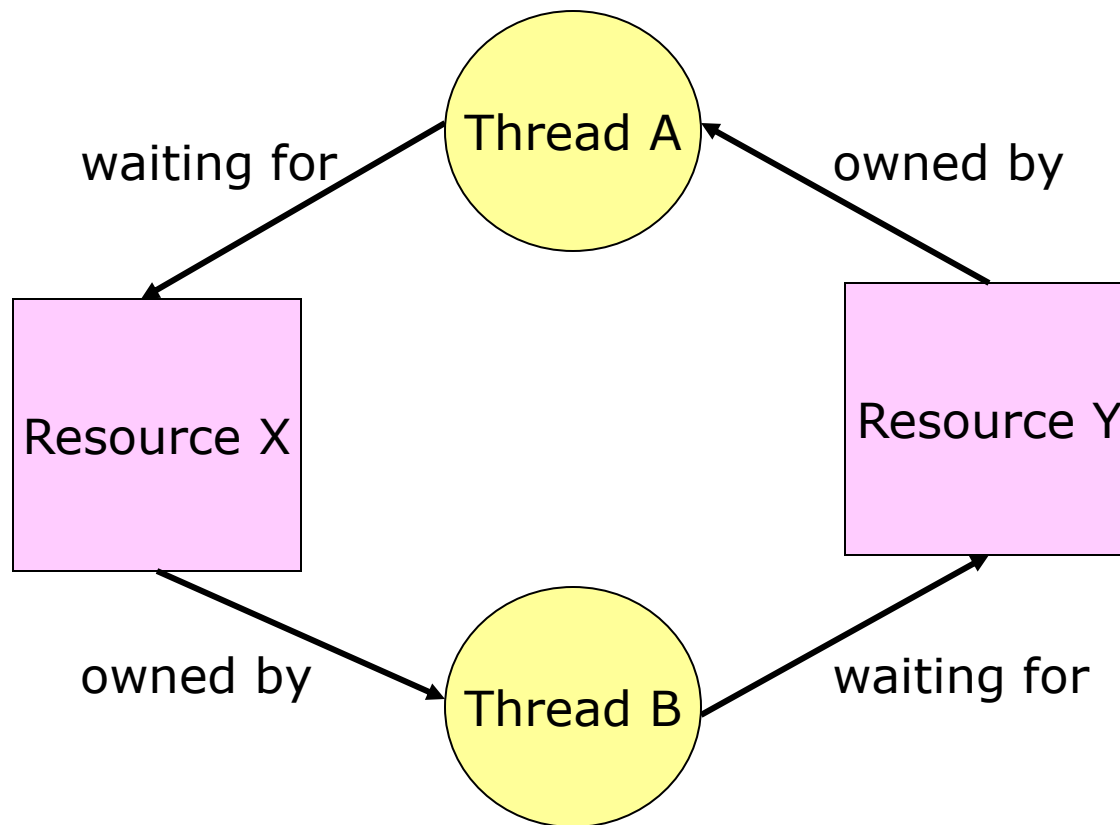 Thread A
waiting for
owned by
Resource X
Resource Y
owned by
waiting for
Thread B